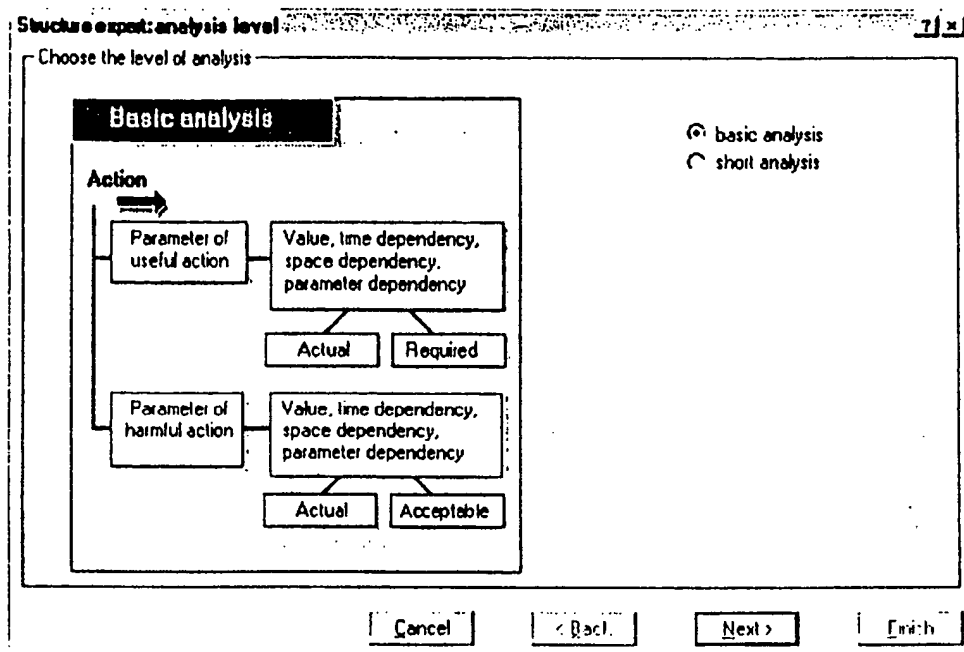 Structure expert: analysis level
? ×
Choose the level of analysis
Basic analysis
basic analysis
short analysis
Action
Parameter of
useful action
Value, time dependency,
space dependency,
parameter dependency
Actual
Required
Parameter of
harmful action
Value, time dependency,
space dependency,
parameter dependency
Actual
Acceptable
Cancel
< Back
Next >
Finish